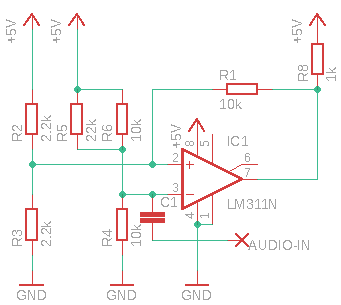 +5V
+5V
+5V
R1
10k
R8
1k
R2
2.2k
R5
22k
R6
10k
+5V
8
5
IC1
2
6
7
3
LM311N
4
1
C1
R3
2.2k
R4
10k
AUDIO-IN
GND
GND
GND